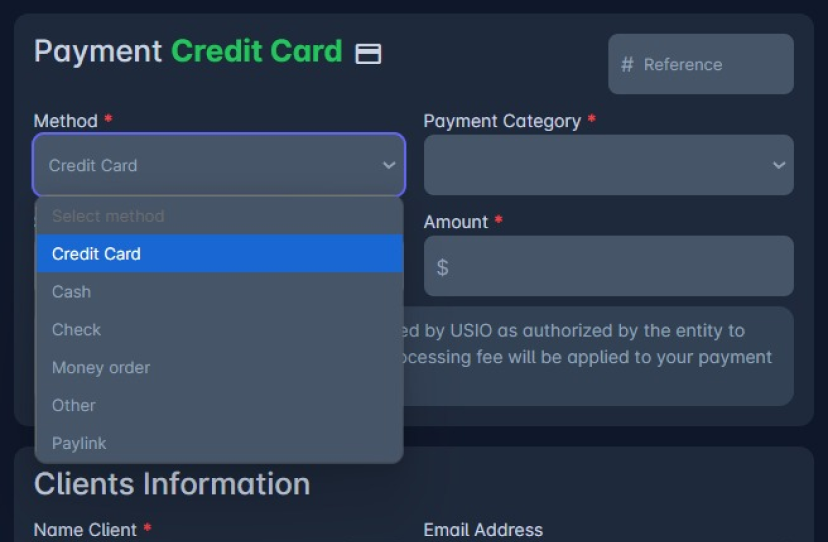 Payment Credit Card
# Reference
Method *
Payment Category *
Credit Card
Select method
Credit Card
Cash
Check
Money order
Other
Paylink
Amount *
$
by USIO as authorized by the entity to
fee will be applied to your payment
Clients Information
Name Client *
Email Address